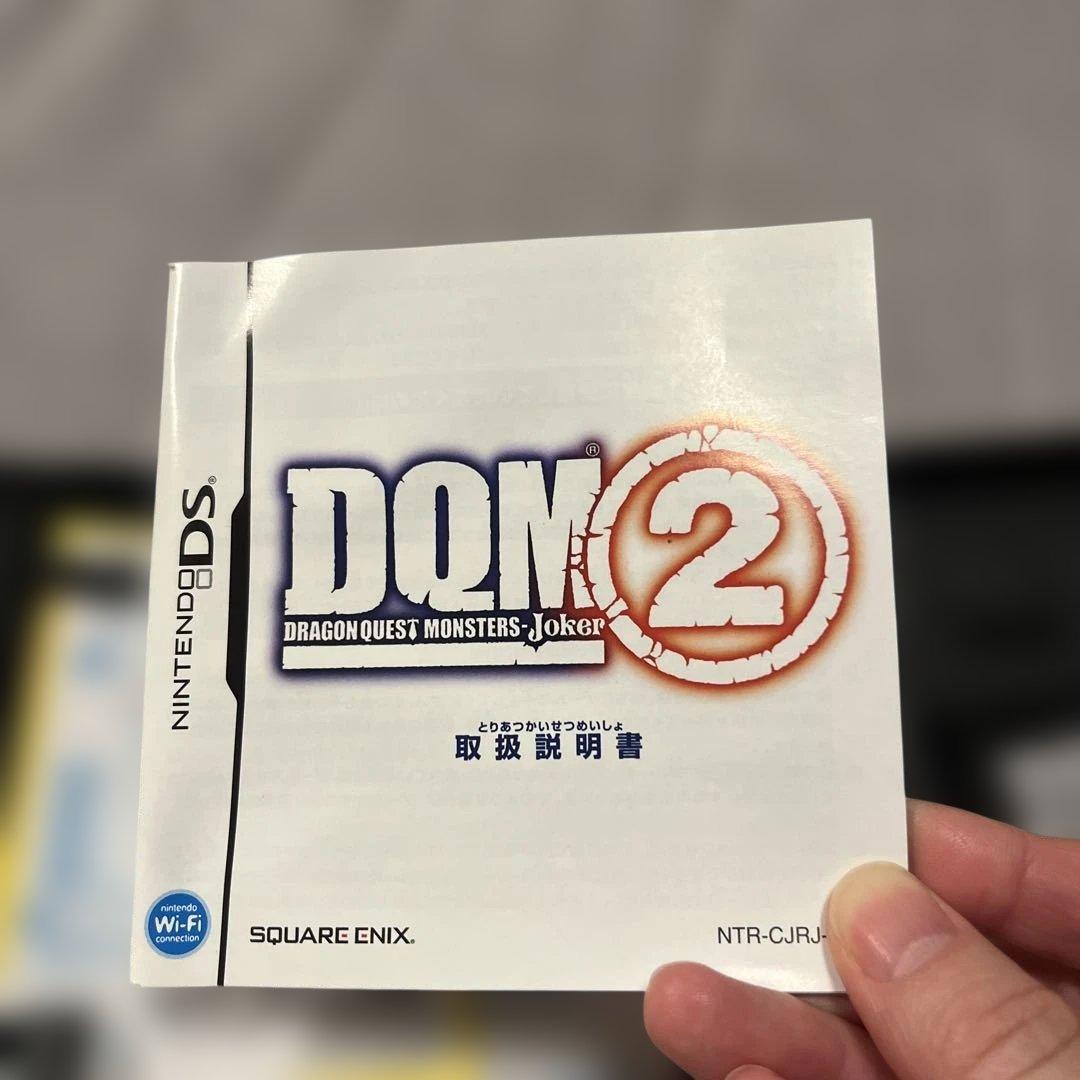 NINTENDO DS®
DQM® 2
DRAGON QUEST MONSTERS-Joker
とりあつかいせつめいしょ
取扱説明書
nintendo
Wi-Fi
connection
SQUARE ENIX®
NTR-CJRJ-